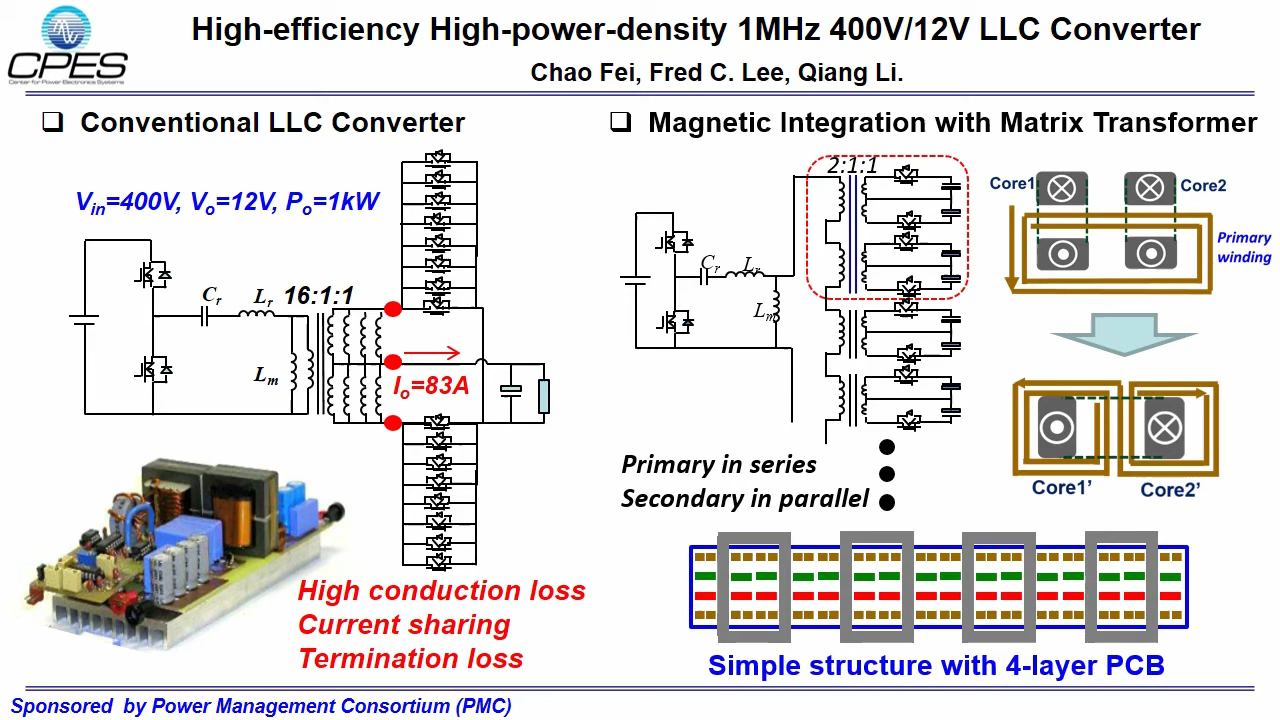 CPES
Center for Power Electronics Systems
High-efficiency High-power-density 1MHz 400V/12V LLC Converter
Chao Fei, Fred C. Lee, Qiang Li.
❑ Conventional LLC Converter
Vin=400V, Vo=12V, Po=1kW
Cr
Lr
16:1:1
Lm
Io=83A
High conduction loss
Current sharing
Termination loss
❑ Magnetic Integration with Matrix Transformer
2:1:1
Cr
Lr
Lm
Core1
Core2
Primary
winding
Core1’
Core2’
Primary in series
Secondary in parallel
Simple structure with 4-layer PCB
Sponsored by Power Management Consortium (PMC)